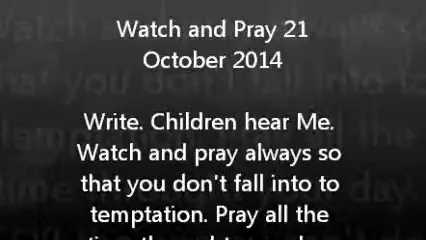 Watch and Pray 21
October 2014
Write. Children hear Me.
Watch and pray always so
that you don't fall into to
temptation. Pray all the